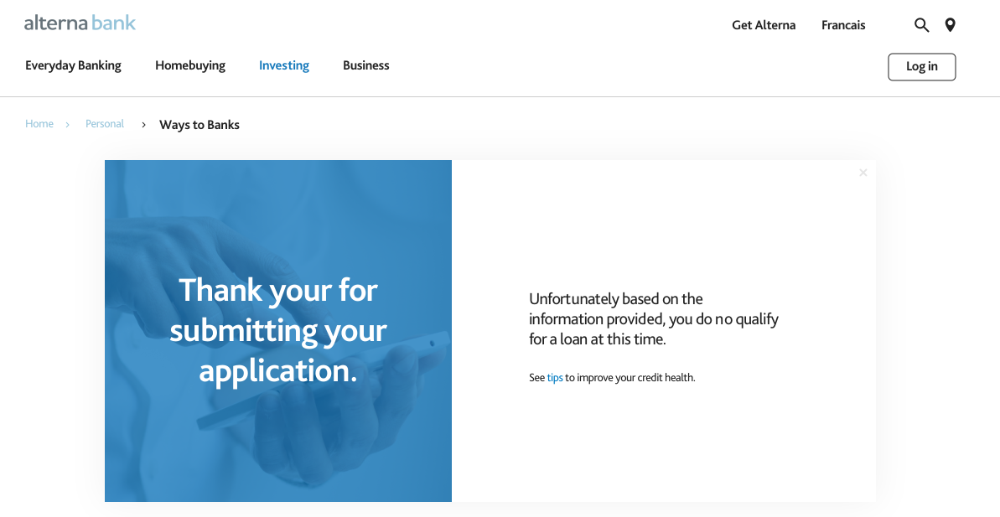 alterna bank
Get Alterna Francais
Everyday Banking Homebuying Investing Business Log in
Home > Personal > Ways to Banks
Thank your for
submitting your
application.
Unfortunately based on the
information provided, you do no qualify
for a loan at this time.
See tips to improve your credit health.